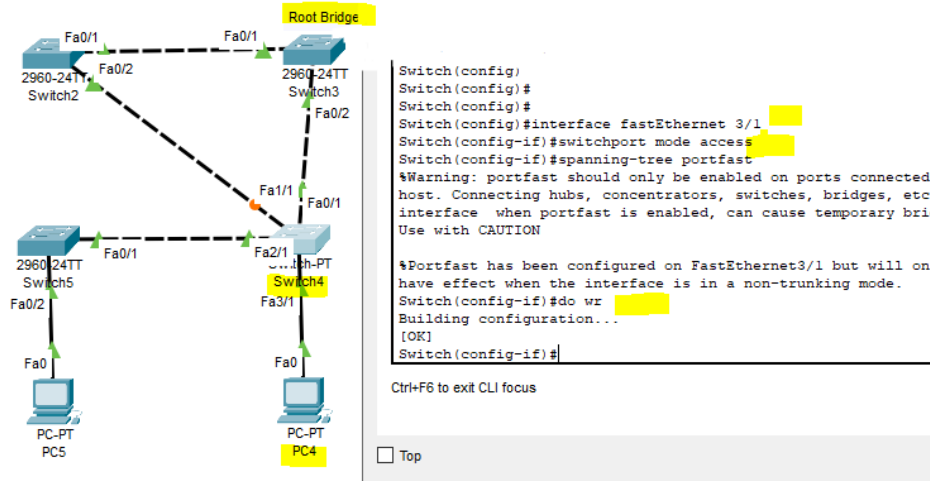 Root Bridge
Fa0/1
Fa0/1
2960-24TT
Switch2
Fa0/2
2960-24TT
Switch3
Fa0/2
Fa1/1
Fa0/1
2960-24TT
Switch5
Fa0/1
Fa2/1
Switch-PT
Switch4
Fa0/2
Fa3/1
Fa0
Fa0
PC-PT
PC5
PC-PT
PC4
Switch(config)
Switch(config)#
Switch(config)#
Switch(config)#interface fastEthernet 3/1
Switch(config-if)#switchport mode access
Switch(config-if)#spanning-tree portfast
%Warning: portfast should only be enabled on ports connected
host. Connecting hubs, concentrators, switches, bridges, etc
interface when portfast is enabled, can cause temporary bri
Use with CAUTION
%Portfast has been configured on FastEthernet3/1 but will on
have effect when the interface is in a non-trunking mode.
Switch(config-if)#do wr
Building configuration...
[OK]
Switch(config-if)#
Ctrl+F6 to exit CLI focus
Top